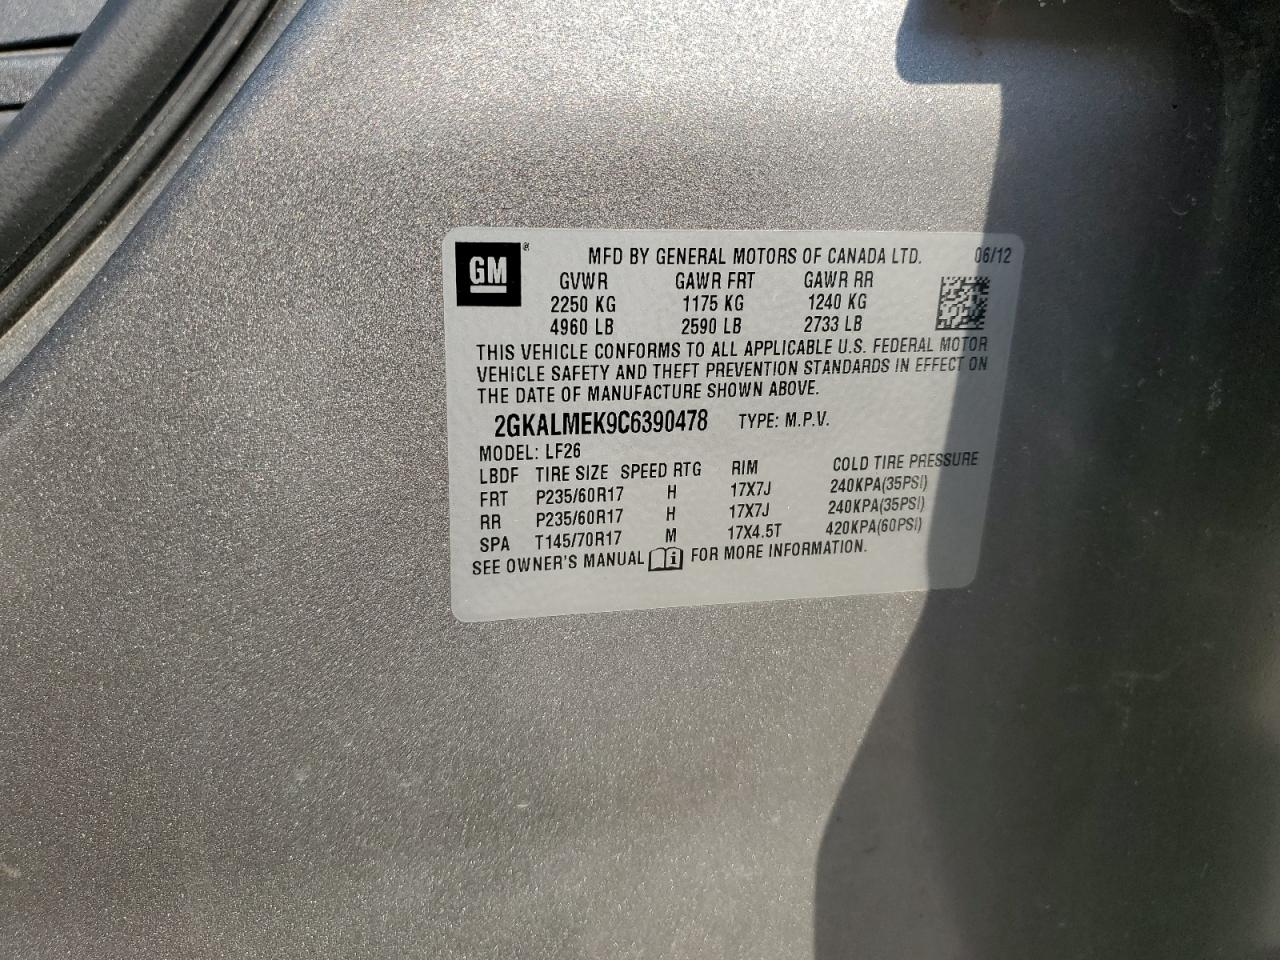 GM®
MFD BY GENERAL MOTORS OF CANADA LTD. 06/12
GVWR GAWR FRT GAWR RR
2250 KG 1175 KG 1240 KG
4960 LB 2590 LB 2733 LB
THIS VEHICLE CONFORMS TO ALL APPLICABLE U.S. FEDERAL MOTOR
VEHICLE SAFETY AND THEFT PREVENTION STANDARDS IN EFFECT ON
THE DATE OF MANUFACTURE SHOWN ABOVE.
2GKALMEK9C6390478 TYPE: M.P.V.
MODEL: LF26
LBDF TIRE SIZE SPEED RTG RIM COLD TIRE PRESSURE
FRT P235/60R17 H 17X7J 240KPA(35PSI)
RR P235/60R17 H 17X7J 240KPA(35PSI)
SPA T145/70R17 M 17X4.5T 420KPA(60PSI)
SEE OWNER'S MANUAL i FOR MORE INFORMATION.